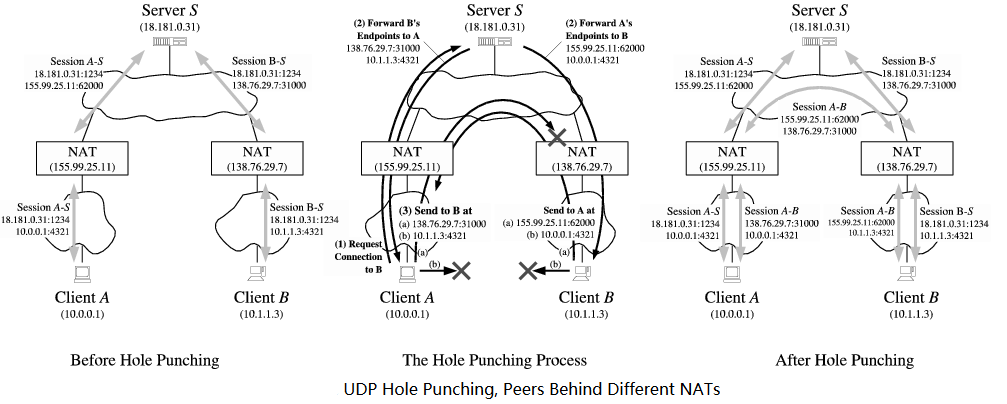 Server S
(18.181.0.31)
Session A-S
18.181.0.31:1234
155.99.25.11:62000
Session B-S
18.181.0.31:1234
138.76.29.7:31000
NAT
(155.99.25.11)
NAT
(138.76.29.7)
Session A-S
18.181.0.31:1234
10.0.0.1:4321
Session B-S
18.181.0.31:1234
10.1.1.3:4321
Client A
(10.0.0.1)
Client B
(10.1.1.3)
Before Hole Punching
(2) Forward B's
Endpoints to A
138.76.29.7:31000
10.1.1.3:4321
Server S
(18.181.0.31)
(2) Forward A's
Endpoints to B
155.99.25.11:62000
10.0.0.1:4321
NAT
(155.99.25.11)
NAT
(138.76.29.7)
(3) Send to B at
(a) 138.76.29.7:31000
(b) 10.1.1.3:4321
Send to A at
(a) 155.99.25.11:62000
(b) 10.0.0.1:4321
(1) Request
Connection
to B
(a)
(b)
(a)
(b)
Client A
(10.0.0.1)
Client B
(10.1.1.3)
The Hole Punching Process
Server S
(18.181.0.31)
Session A-S
18.181.0.31:1234
155.99.25.11:62000
Session B-S
18.181.0.31:1234
138.76.29.7:31000
Session A-B
155.99.25.11:62000
138.76.29.7:31000
NAT
(155.99.25.11)
NAT
(138.76.29.7)
Session A-S
18.181.0.31:1234
10.0.0.1:4321
Session A-B
138.76.29.7:31000
10.0.0.1:4321
Session A-B
155.99.25.11:62000
10.1.1.3:4321
Session B-S
18.181.0.31:1234
10.1.1.3:4321
Client A
(10.0.0.1)
Client B
(10.1.1.3)
After Hole Punching
UDP Hole Punching, Peers Behind Different NATs